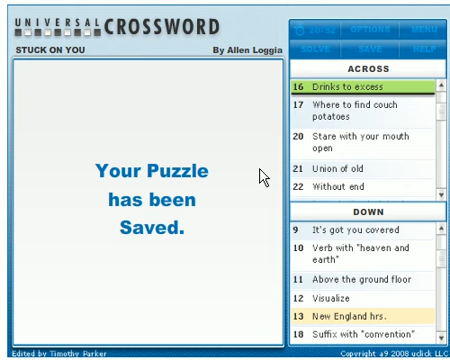 UNIVERSAL CROSSWORD
STUCK ON YOU
By Allen Loggia
OPTIONS
MENU
SOLVE
SAVE
HELP
Your Puzzle
has been
Saved.
ACROSS
16 Drinks to excess
17 Where to find couch
potatoes
20 Stare with your mouth
open
21 Union of old
22 Without end
DOWN
9 It's got you covered
10 Verb with "heaven and
earth"
11 Above the ground floor
12 Visualize
13 New England hrs.
18 Suffix with "convention"
Edited by Timothy Parker
Copyright a9 2008 uclick LLC